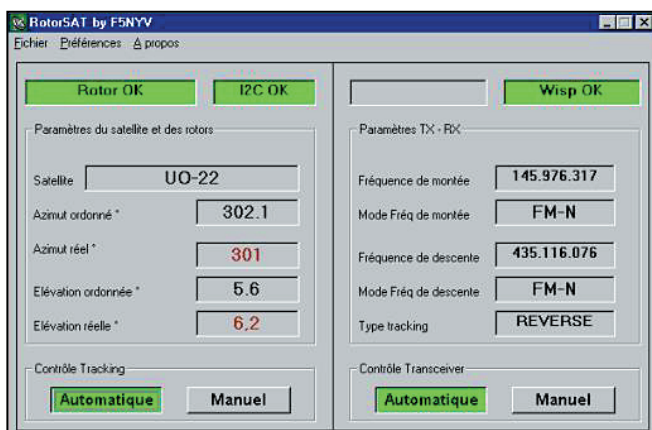 RotorSAT by F5NYV
Fichier Préférences A propos
Rotor OK
I2C OK
Wisp OK
Paramètres du satellite et des rotors
Satellite UO-22
Azimut ordonné ° 302.1
Azimut réel ° 301
Elévation ordonnée ° 5.6
Elévation réelle ° 6,2
Contrôle Tracking
Automatique Manuel
Paramètres TX - RX
Fréquence de montée 145.976.317
Mode Fréq de montée FM-N
Fréquence de descente 435.116.076
Mode Fréq de descente FM-N
Type tracking REVERSE
Contrôle Transceiver
Automatique Manuel